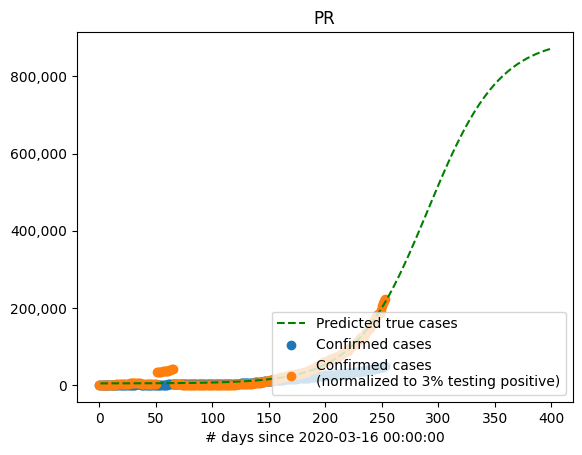 PR
800,000
600,000
400,000
200,000
0
Predicted true cases
Confirmed cases
Confirmed cases
(normalized to 3% testing positive)
0 50 100 150 200 250 300 350 400
# days since 2020-03-16 00:00:00